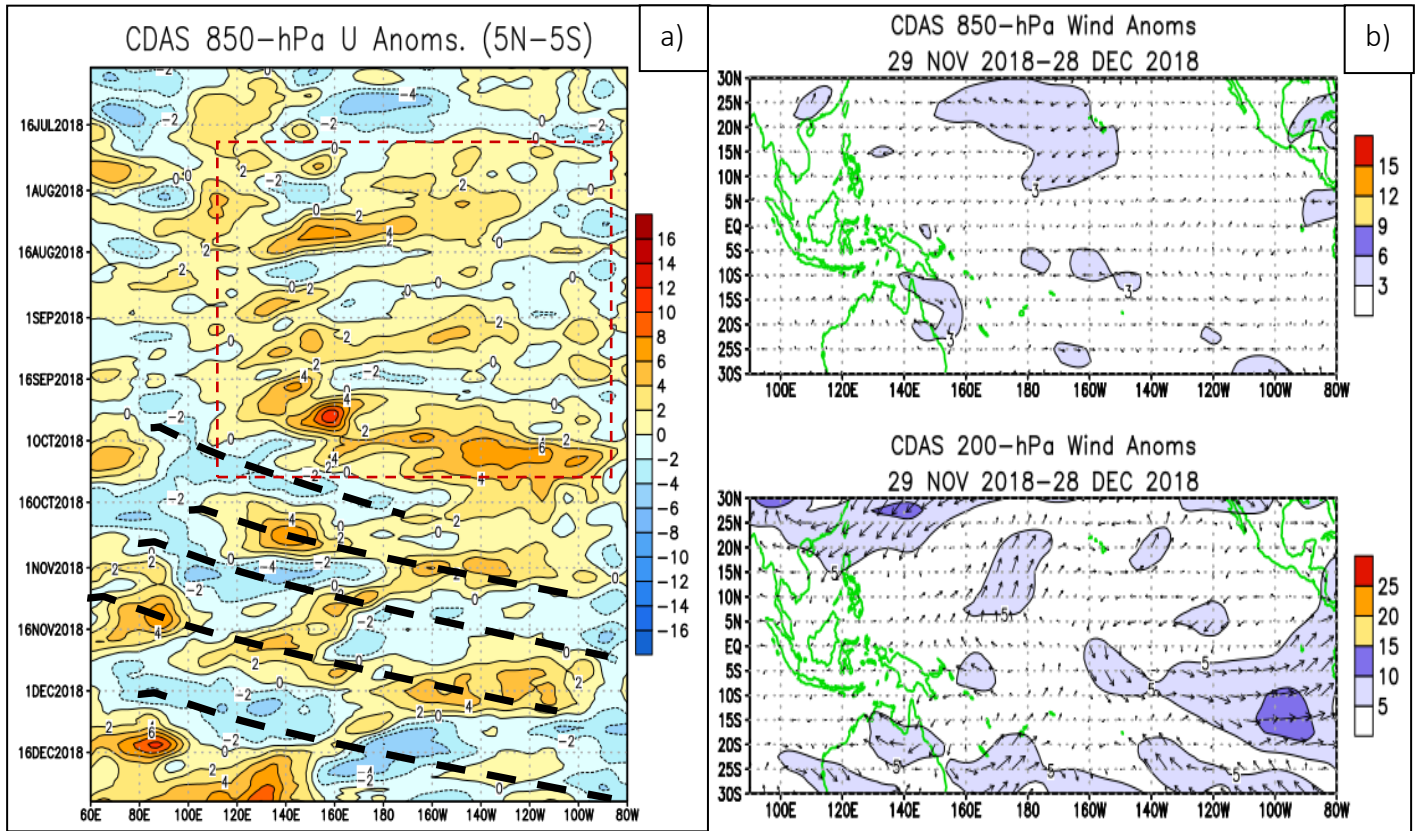 CDAS 850-hPa U Anoms. (5N-5S)
a)
16JUL2018
1AUG2018
16AUG2018
1SEP2018
16SEP2018
1OCT2018
16OCT2018
1NOV2018
16NOV2018
1DEC2018
16DEC2018
60E 80E 100E 120E 140E 160E 180 160W 140W 120W 100W 80W
16
14
12
10
8
6
4
2
0
-2
-4
-6
-8
-10
-12
-14
-16
b)
CDAS 850-hPa Wind Anoms
29 NOV 2018-28 DEC 2018
30N
25N
20N
15N
10N
5N
EQ
5S
10S
15S
20S
25S
30S
100E 120E 140E 160E 180 160W 140W 120W 100W 80W
15
12
9
6
3
CDAS 200-hPa Wind Anoms
29 NOV 2018-28 DEC 2018
30N
25N
20N
15N
10N
5N
EQ
5S
10S
15S
20S
25S
30S
100E 120E 140E 160E 180 160W 140W 120W 100W 80W
25
20
15
10
5